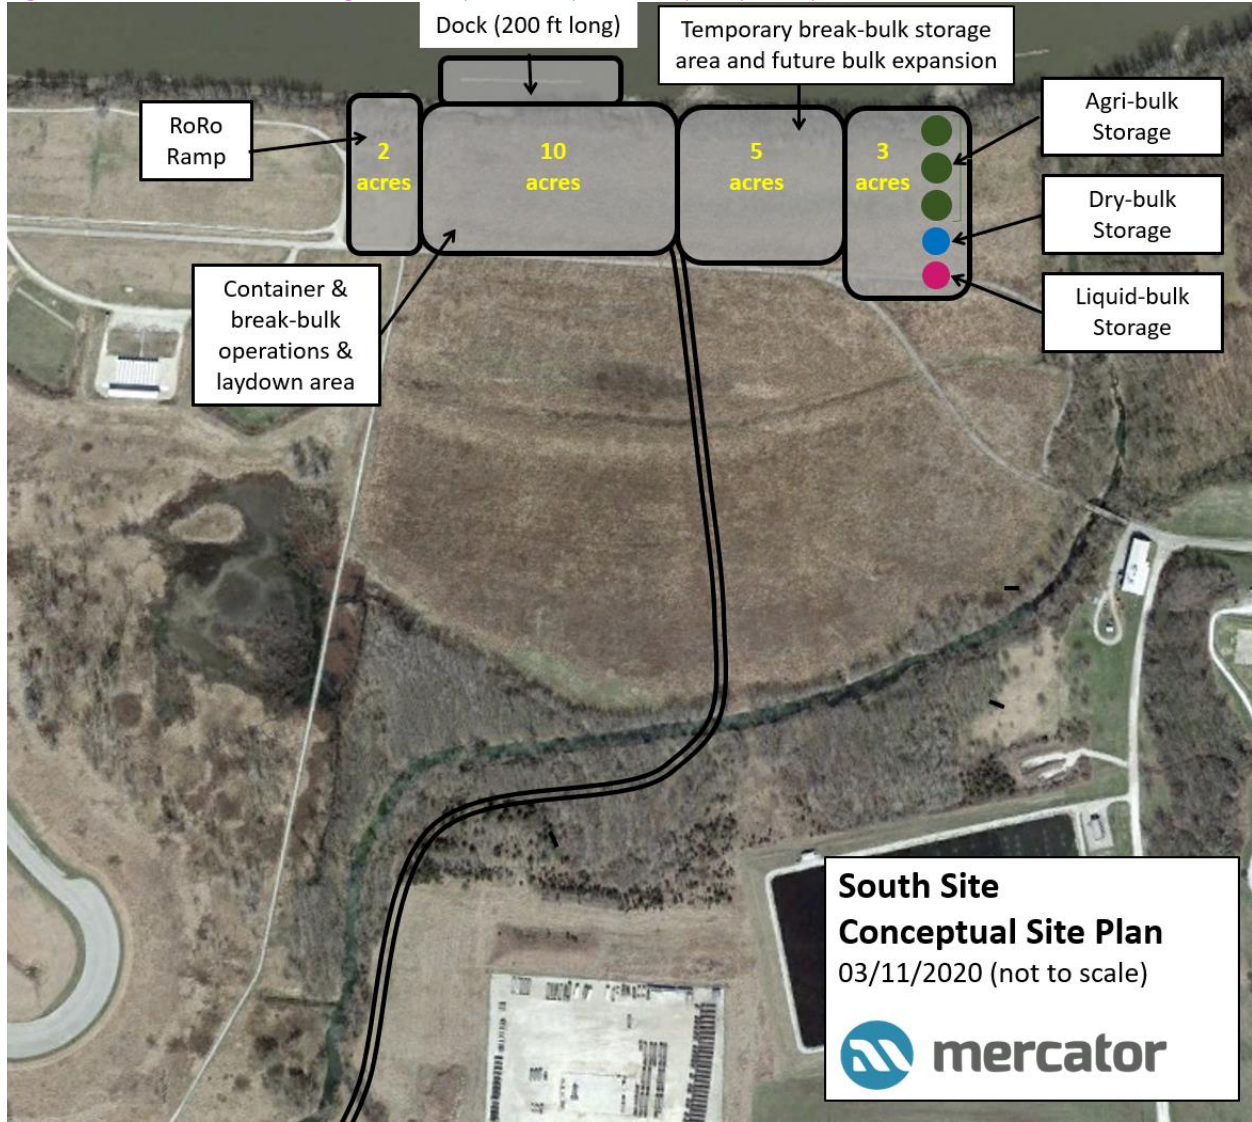 Dock (200 ft long)
Temporary break-bulk storage
area and future bulk expansion
Agri-bulk
Storage
RoRo
Ramp
2
acres
10
acres
5
acres
3
acres
Dry-bulk
Storage
Liquid-bulk
Storage
Container &
break-bulk
operations &
laydown area
South Site
Conceptual Site Plan
03/11/2020 (not to scale)
mercator